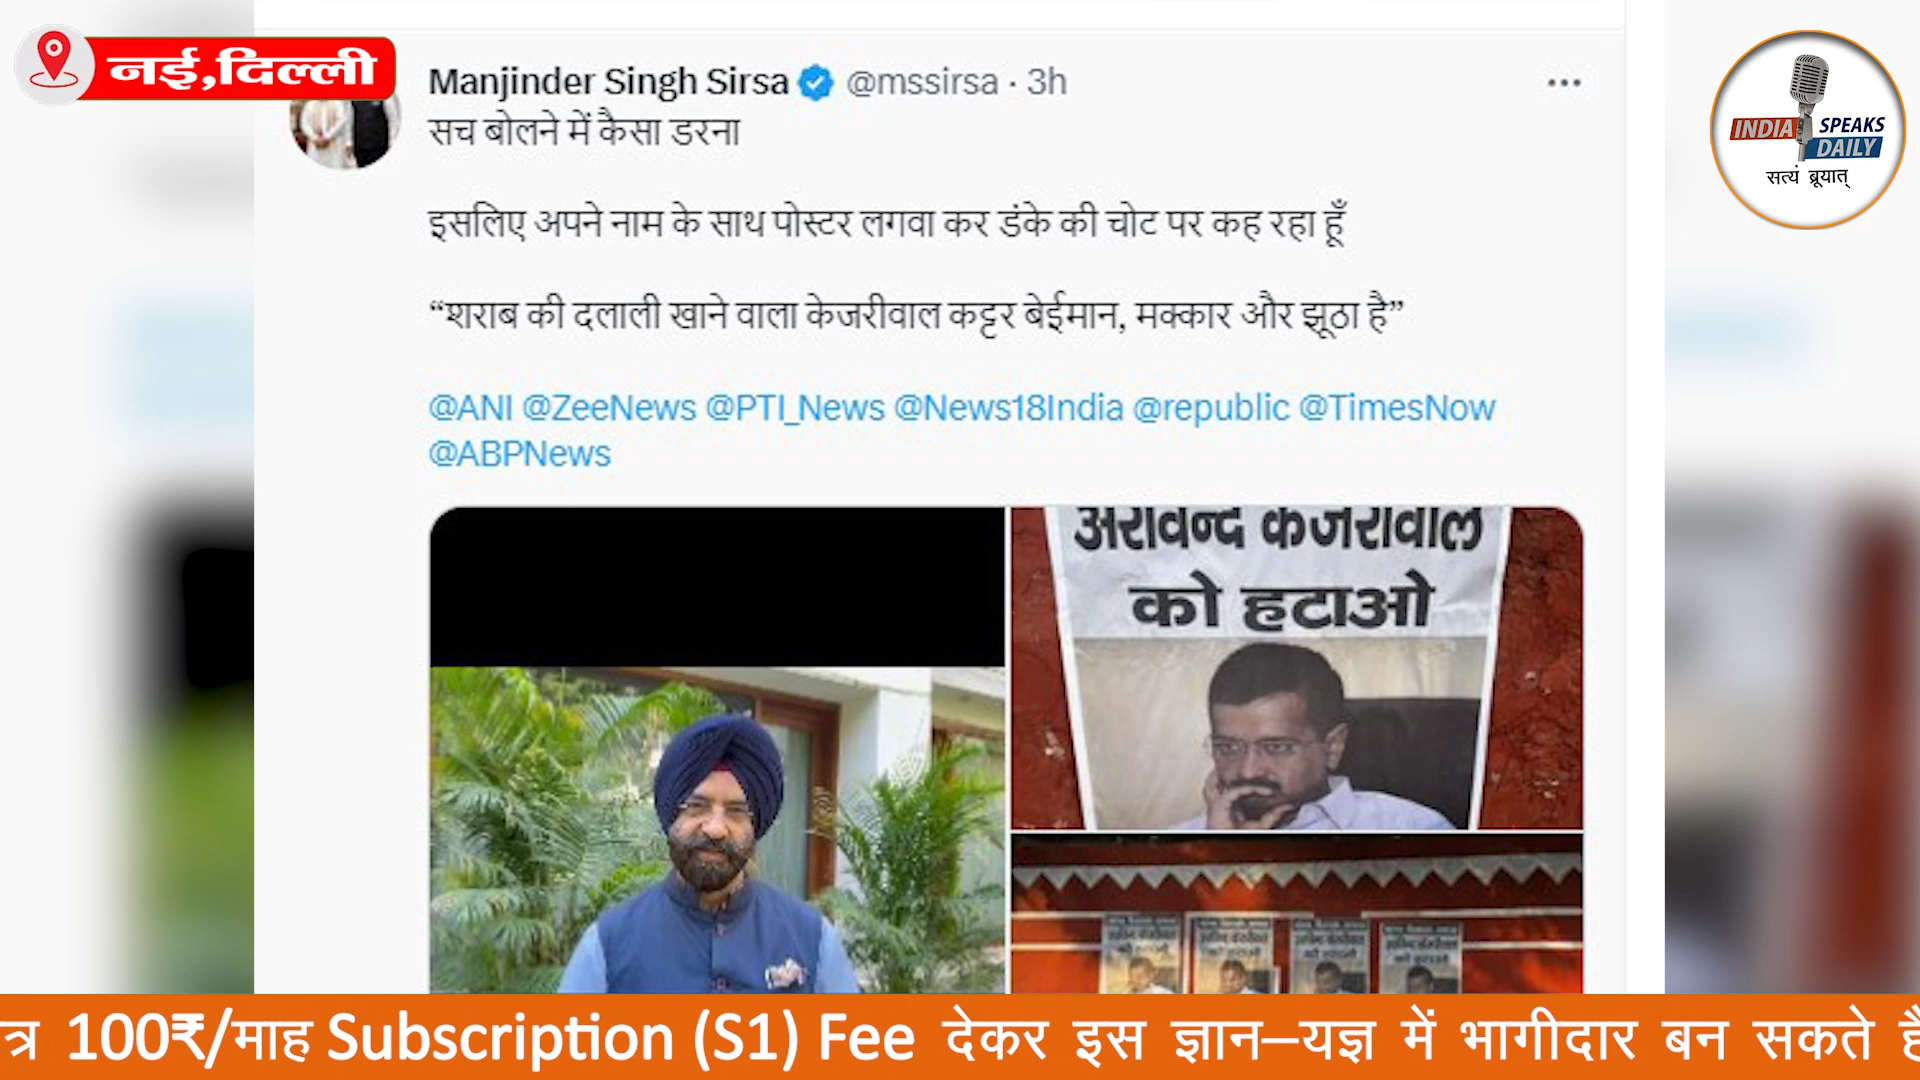 नई,दिल्ली
Manjinder Singh Sirsa @mssirsa · 3h
सच बोलने में कैसा डरना
इसलिए अपने नाम के साथ पोस्टर लगवा कर डंके की चोट पर कह रहा हूँ
“शराब की दलाली खाने वाला केजरीवाल कट्टर बेईमान, मक्कार और झूठा है”
@ANI @ZeeNews @PTI_News @News18India @republic @TimesNow
@ABPNews
INDIA SPEAKS
DAILY
सत्यं ब्रूयात्
अरविन्द केजरीवाल
को हटाओ
त्र 100₹/माह Subscription (S1) Fee देकर इस ज्ञान–यज्ञ में भागीदार बन सकते हैं